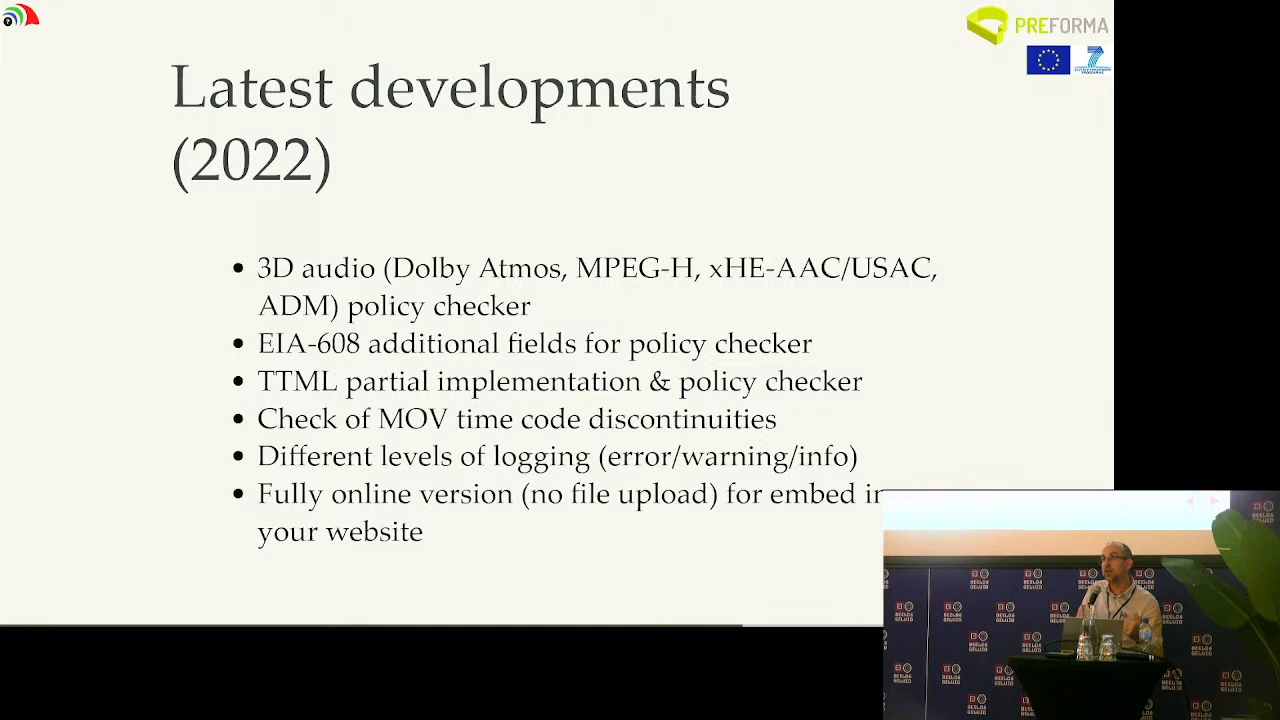 PREFORMA
Latest developments
(2022)
• 3D audio (Dolby Atmos, MPEG-H, xHE-AAC/USAC,
ADM) policy checker
• EIA-608 additional fields for policy checker
• TTML partial implementation & policy checker
• Check of MOV time code discontinuities
• Different levels of logging (error/warning/info)
• Fully online version (no file upload) for embed in
your website
BEELD&
GELUID